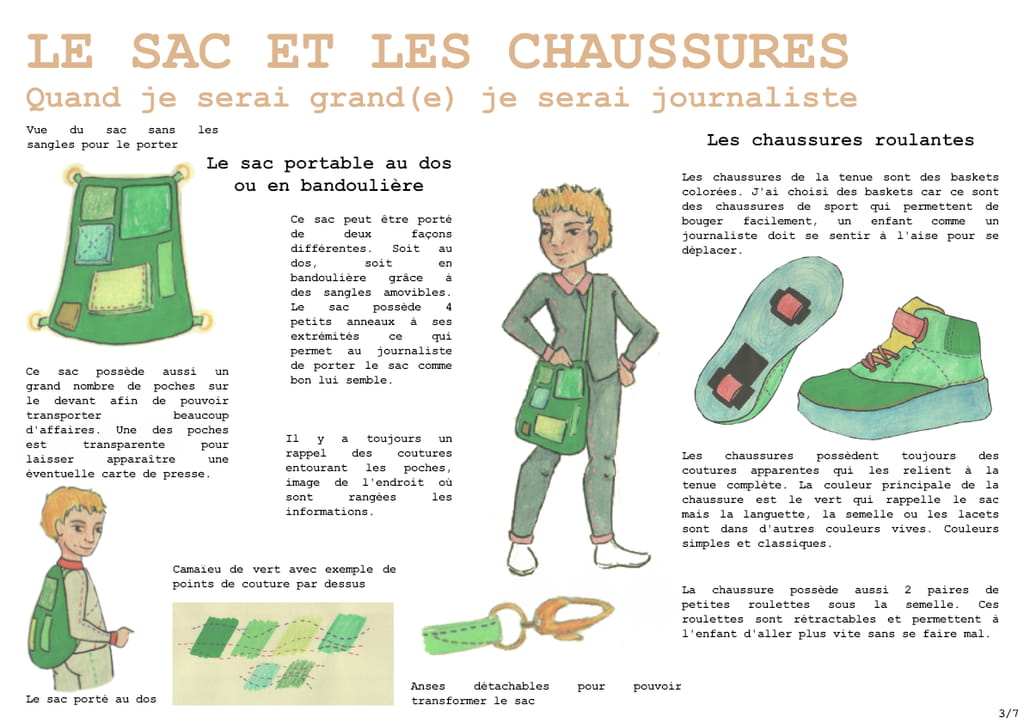 LE SAC ET LES CHAUSSURES
Quand je serai grand(e) je serai journaliste
Vue du sac sans les
sangles pour le porter
Le sac portable au dos
ou en bandoulière
Ce sac peut être porté
de deux façons
différentes. Soit au
dos, soit en
bandoulière grâce à
des sangles amovibles.
Le sac possède 4
petits anneaux à ses
extrémités ce qui
permet au journaliste
de porter le sac comme
bon lui semble.
Ce sac possède aussi un
grand nombre de poches sur
le devant afin de pouvoir
transporter beaucoup
d'affaires. Une des poches
est transparente pour
laisser apparaître une
éventuelle carte de presse.
Il y a toujours un
rappel des coutures
entourant les poches,
image de l'endroit où
sont rangées les
informations.
Camaïeu de vert avec exemple de
points de couture par dessus
Le sac porté au dos
Anses détachables pour pouvoir
transformer le sac
Les chaussures roulantes
Les chaussures de la tenue sont des baskets
colorées. J'ai choisi des baskets car ce sont
des chaussures de sport qui permettent de
bouger facilement, un enfant comme un
journaliste doit se sentir à l'aise pour se
déplacer.
Les chaussures possèdent toujours des
coutures apparentes qui les relient à la
tenue complète. La couleur principale de la
chaussure est le vert qui rappelle le sac
mais la languette, la semelle ou les lacets
sont dans d'autres couleurs vives. Couleurs
simples et classiques.
La chaussure possède aussi 2 paires de
petites roulettes sous la semelle. Ces
roulettes sont rétractables et permettent à
l'enfant d'aller plus vite sans se faire mal.
3/7